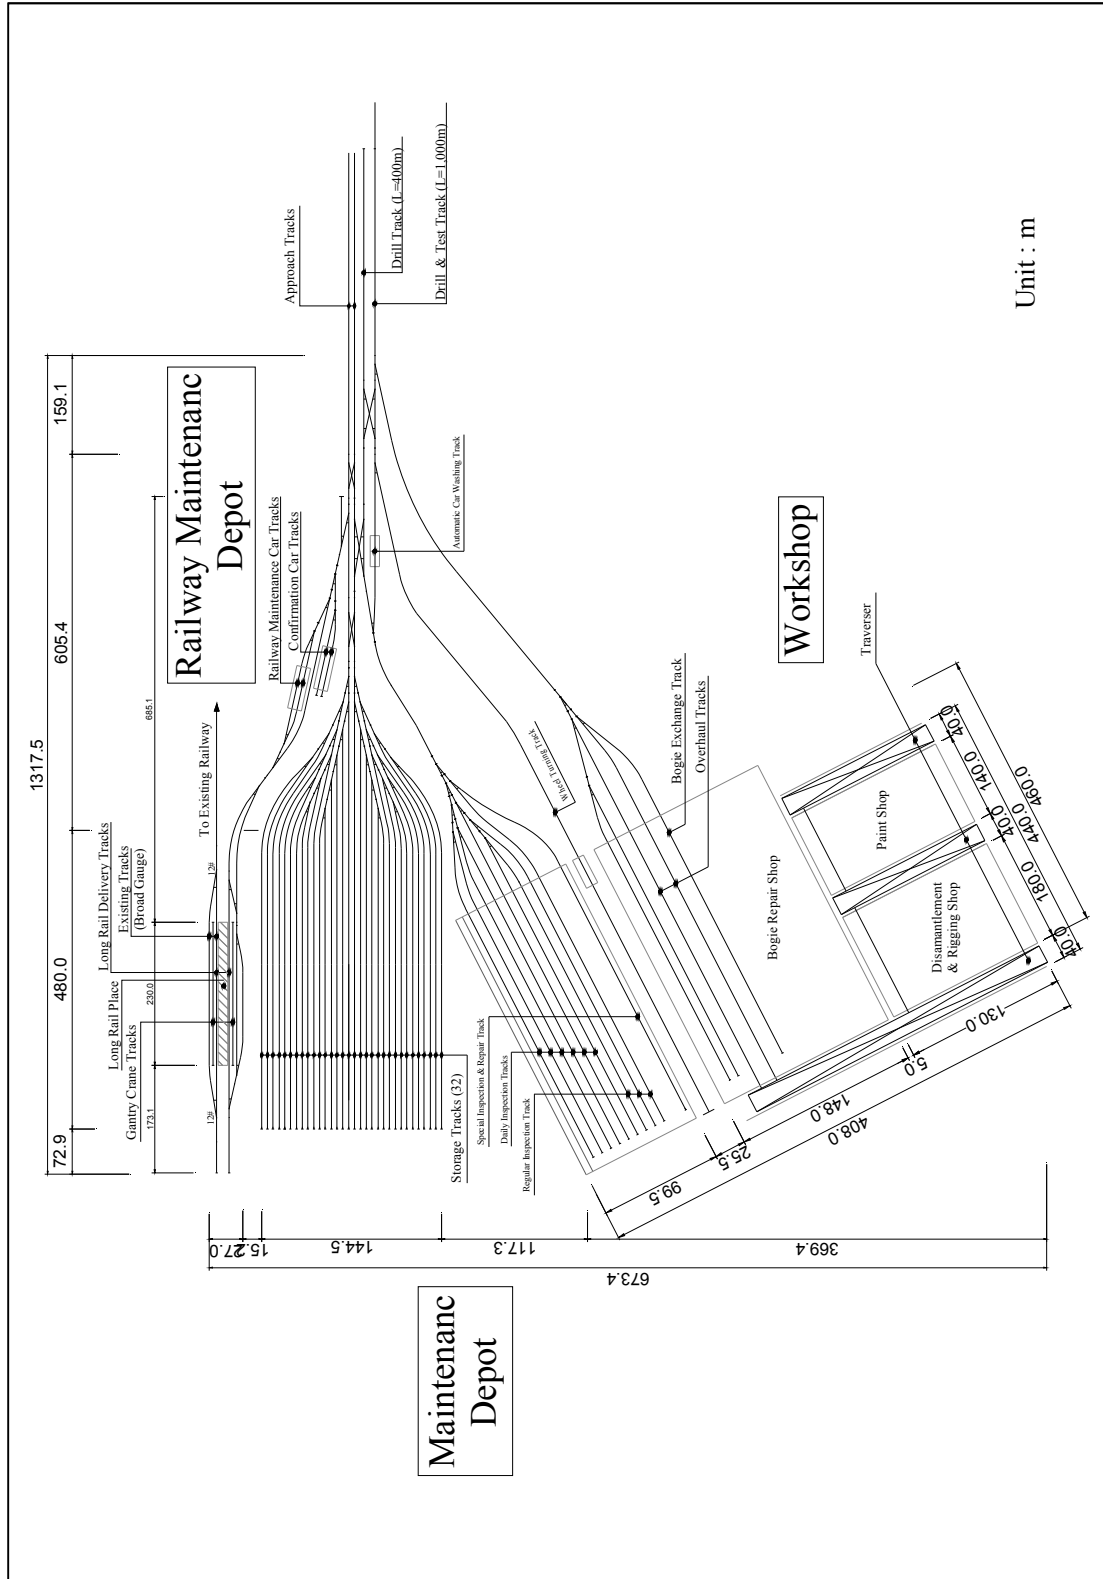 1317.5
72.9
480.0
605.4
159.1
173.1
230.0
685.1
Railway Maintenanc
Depot
Gantry Crane Tracks
Long Rail Place
Long Rail Delivery Tracks
Existing Tracks
(Broad Gauge)
To Existing Railway
12#
12#
Railway Maintenance Car Tracks
Confirmation Car Tracks
Approach Tracks
Drill Track (L=400m)
Drill & Test Track (L=1,000m)
Automatic Car Washing Track
Storage Tracks (32)
Special Inspection & Repair Track
Daily Inspection Tracks
Regular Inspection Track
Wheel Turning Track
Bogie Exchange Track
Overhaul Tracks
Workshop
Traverser
Bogie Repair Shop
Paint Shop
Disamantlement
& Rigging Shop
Maintenanc
Depot
27.0
15.2
144.5
117.3
369.4
673.4
99.5
25.5
148.0
5.0
130.0
408.0
40.0
180.0
40.0
140.0
40.0
440.0
460.0
Unit : m